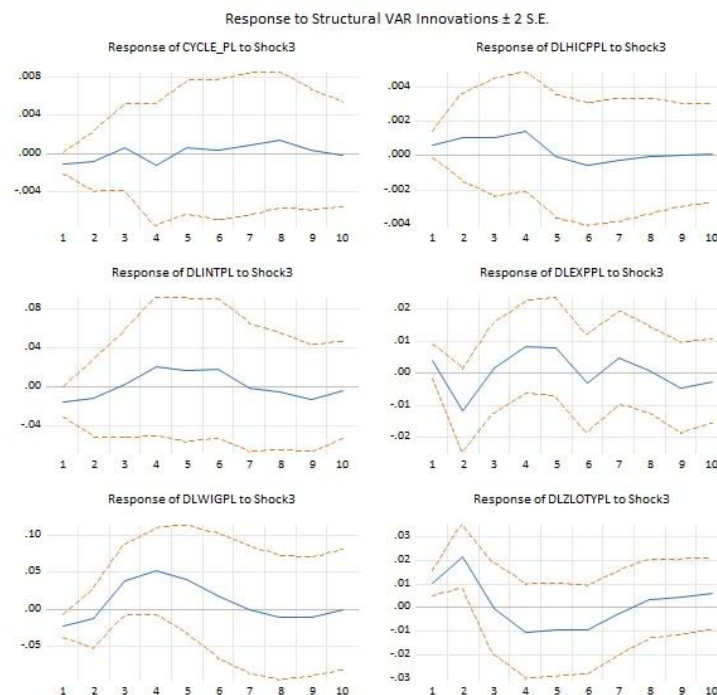 Response to Structural VAR Innovations ± 2 S.E.
Response of CYCLE_PL to Shock3
.008
.004
.000
-.004
1 2 3 4 5 6 7 8 9 10
Response of DLHICPPL to Shock3
.004
.002
.000
-.002
-.004
1 2 3 4 5 6 7 8 9 10
Response of DLINTPL to Shock3
.08
.04
.00
-.04
1 2 3 4 5 6 7 8 9 10
Response of DLEXPPL to Shock3
.02
.01
.00
-.01
-.02
1 2 3 4 5 6 7 8 9 10
Response of DLWIGPL to Shock3
.10
.05
.00
-.05
1 2 3 4 5 6 7 8 9 10
Response of DLZLOTYPL to Shock3
.03
.02
.01
.00
-.01
-.02
-.03
1 2 3 4 5 6 7 8 9 10